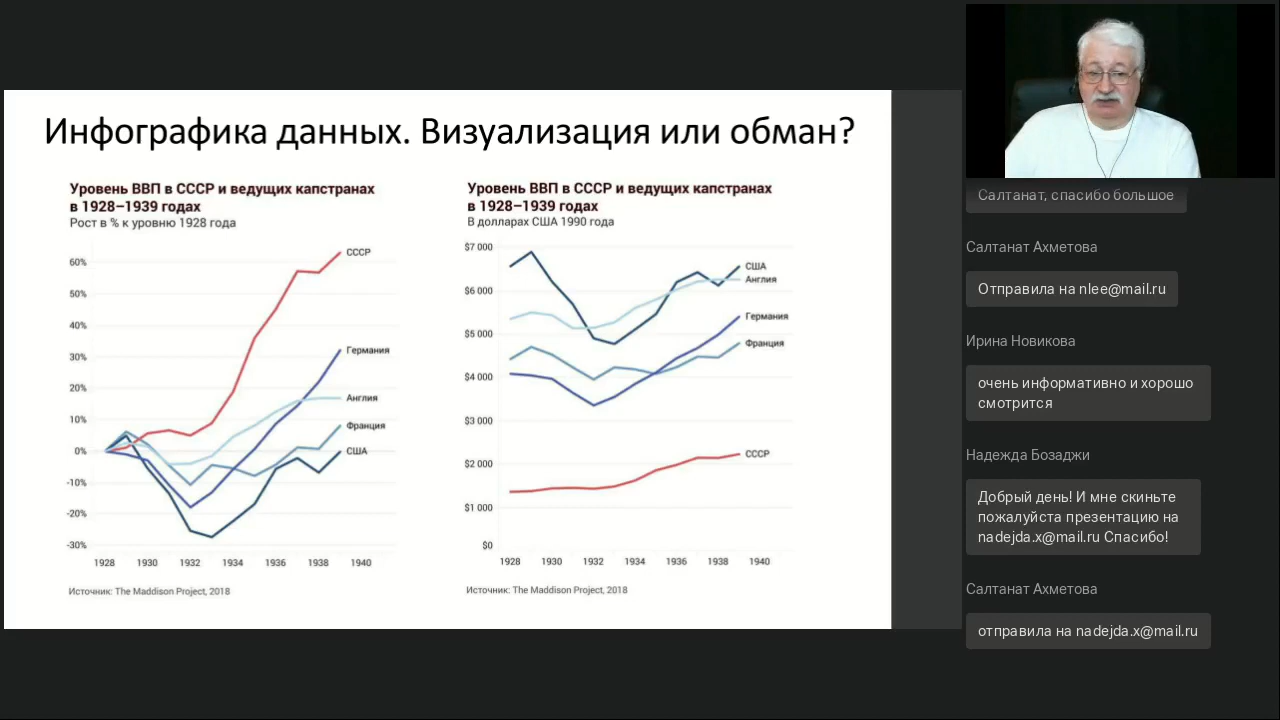 Инфографика данных. Визуализация или обман?
Уровень ВВП в СССР и ведущих капстранах
в 1928–1939 годах
Рост в % к уровню 1928 года
60%
50%
40%
30%
20%
10%
0%
-10%
-20%
-30%
СССР
Германия
Англия
Франция
США
1928 1930 1932 1934 1936 1938 1940
Источник: The Maddison Project, 2018
Уровень ВВП в СССР и ведущих капстранах
в 1928–1939 годах
В долларах США 1990 года
$7 000
$6 000
$5 000
$4 000
$3 000
$2 000
$1 000
$0
США
Англия
Германия
Франция
СССР
1928 1930 1932 1934 1936 1938 1940
Источник: The Maddison Project, 2018
Салтанат, спасибо большое
Салтанат Ахметова
Отправила на nlee@mail.ru
Ирина Новикова
очень информативно и хорошо
смотрится
Надежда Бозаджи
Добрый день! И мне скиньте
пожалуйста презентацию на
nadejda.x@mail.ru Спасибо!
Салтанат Ахметова
отправила на nadejda.x@mail.ru